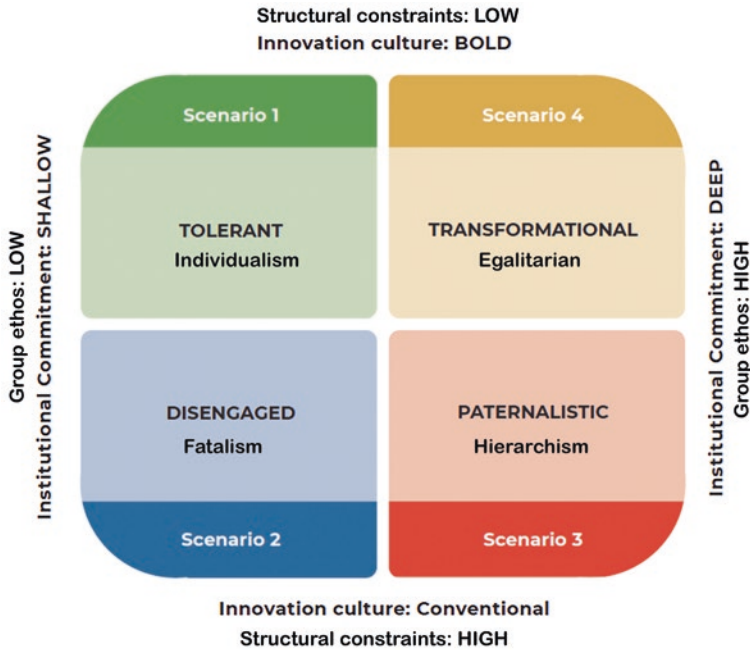 Structural constraints: LOW
Innovation culture: BOLD
Group ethos: LOW
Institutional Commitment: SHALLOW
Scenario 1
TOLERANT
Individualism
Scenario 4
TRANSFORMATIONAL
Egalitarian
Institutional Commitment: DEEP
Group ethos: HIGH
DISENGAGED
Fatalism
Scenario 2
PATERNALISTIC
Hierarchism
Scenario 3
Innovation culture: Conventional
Structural constraints: HIGH